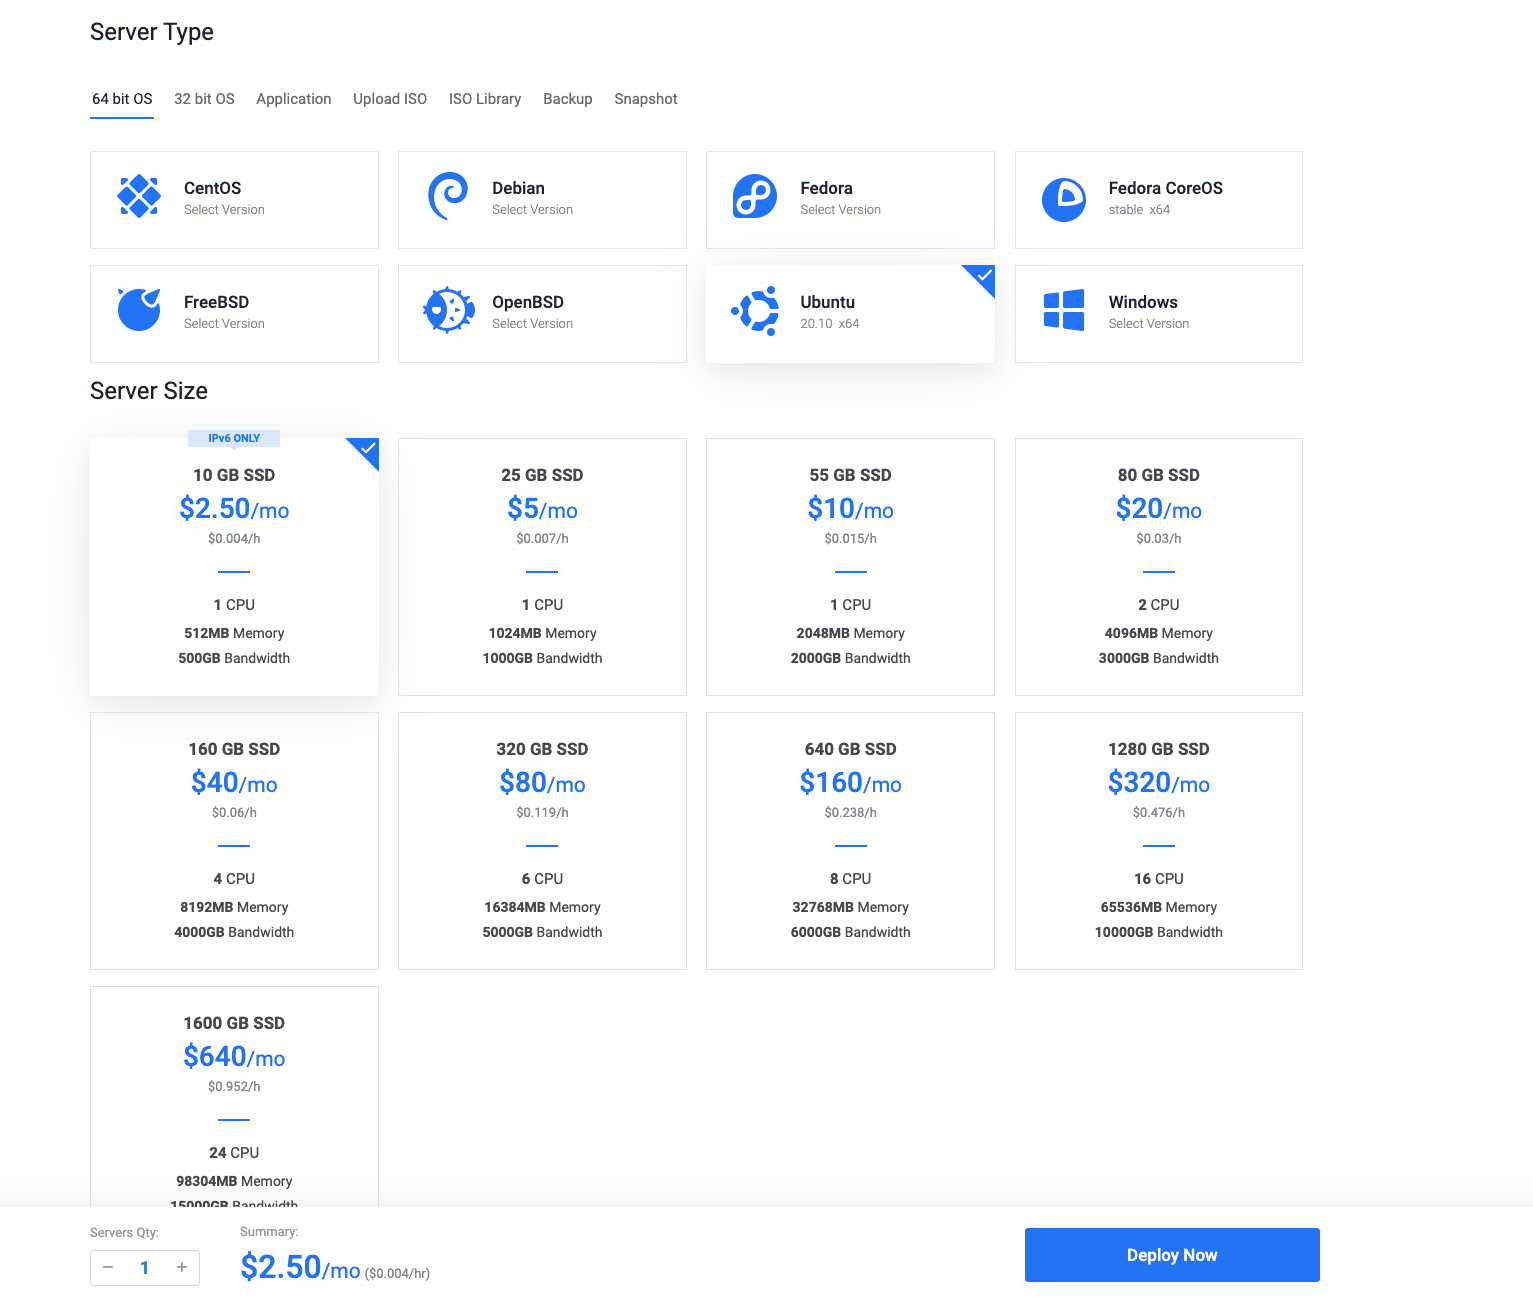 Server Type
64 bit OS 32 bit OS Application Upload ISO ISO Library Backup Snapshot
CentOS
Select Version
Debian
Select Version
Fedora
Select Version
Fedora CoreOS
stable x64
FreeBSD
Select Version
OpenBSD
Select Version
Ubuntu
20.10 x64
Windows
Select Version
Server Size
IPv6 ONLY
10 GB SSD
$2.50/mo
$0.004/h
1 CPU
512MB Memory
500GB Bandwidth
25 GB SSD
$5/mo
$0.007/h
1 CPU
1024MB Memory
1000GB Bandwidth
55 GB SSD
$10/mo
$0.015/h
1 CPU
2048MB Memory
2000GB Bandwidth
80 GB SSD
$20/mo
$0.03/h
2 CPU
4096MB Memory
3000GB Bandwidth
160 GB SSD
$40/mo
$0.06/h
4 CPU
8192MB Memory
4000GB Bandwidth
320 GB SSD
$80/mo
$0.119/h
6 CPU
16384MB Memory
5000GB Bandwidth
640 GB SSD
$160/mo
$0.238/h
8 CPU
32768MB Memory
6000GB Bandwidth
1280 GB SSD
$320/mo
$0.476/h
16 CPU
65536MB Memory
10000GB Bandwidth
1600 GB SSD
$640/mo
$0.952/h
24 CPU
98304MB Memory
15000GB Bandwidth
Servers Qty:
− 1 +
Summary:
$2.50/mo ($0.004/hr)
Deploy Now